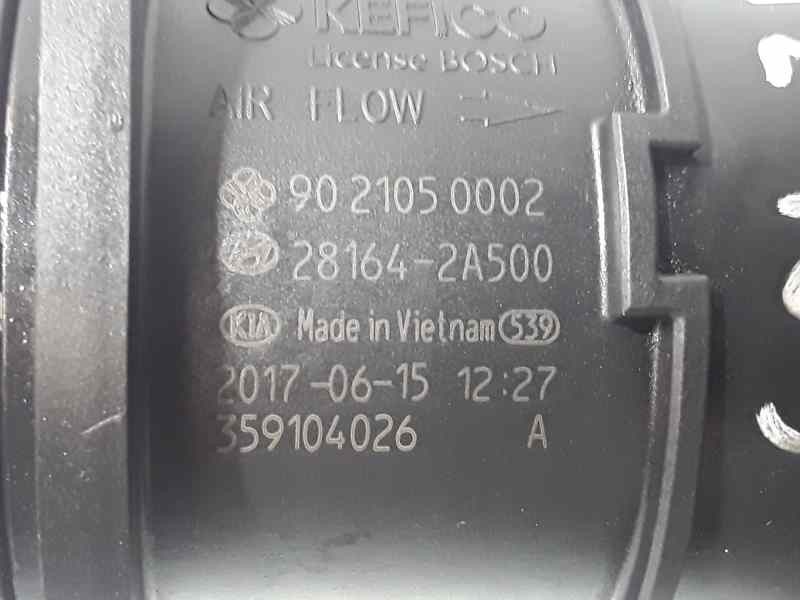 KEFICO
License BOSCH
AIR FLOW
90 2105 0002
28164-2A500
KIA Made in Vietnam 539
2017-06-15 12:27
359104026 A